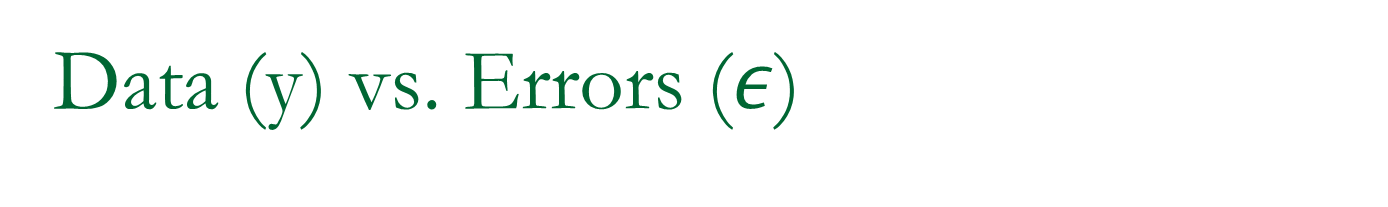 Data (y) vs. Errors (ϵ)